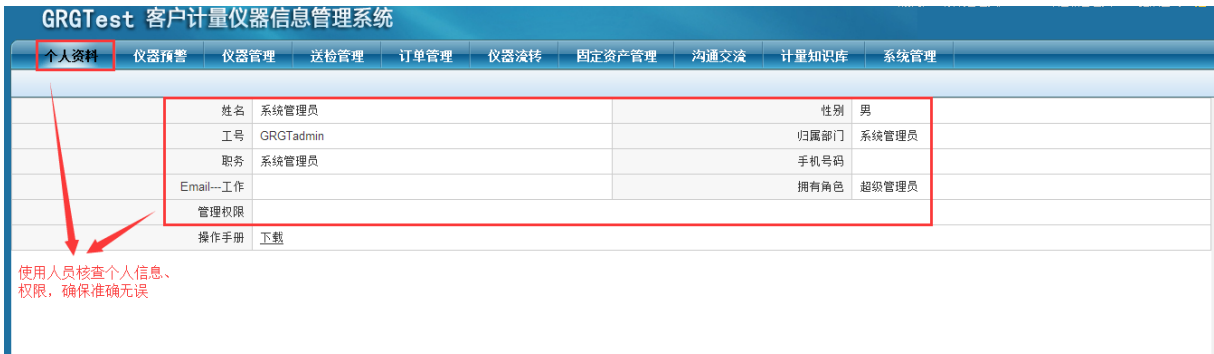 GRGTest 客户计量仪器信息管理系统
个人资料 仪器预警 仪器管理 送检管理 订单管理 仪器流转 固定资产管理 沟通交流 计量知识库 系统管理
姓名 系统管理员 性别 男
工号 GRGTadmin 归属部门 系统管理员
职务 系统管理员 手机号码
Email---工作 拥有角色 超级管理员
管理权限
操作手册 下载
使用人员核查个人信息、
权限，确保准确无误